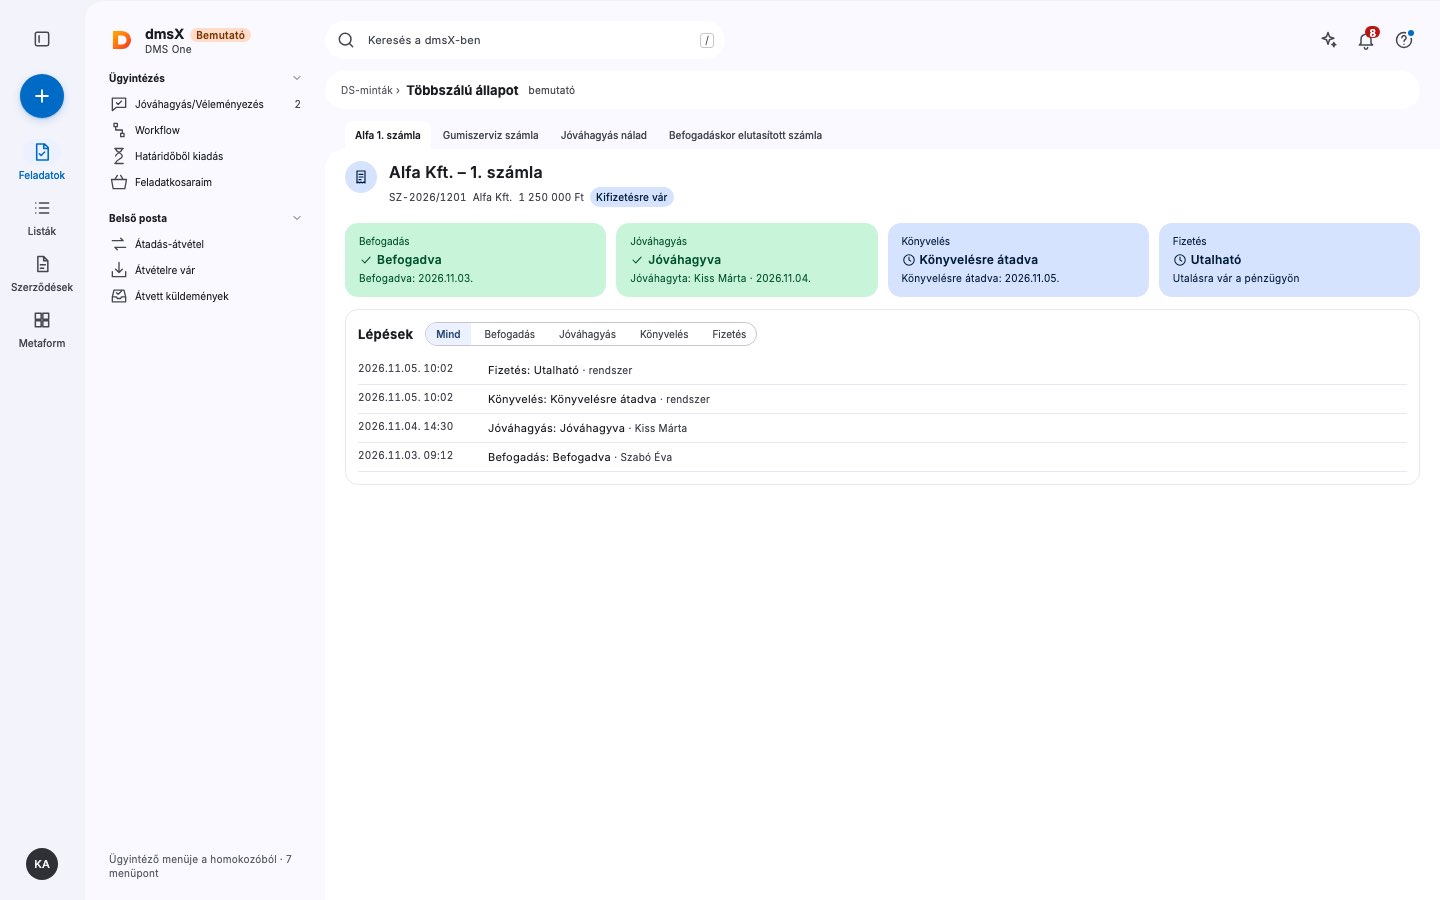 dmsX Bemutató
DMS One
Ügyintézés
Jóváhagyás/Véleményezés 2
Workflow
Határidőből kiadás
Feladatkosaraim
Belső posta
Átadás-átvétel
Átvételre vár
Átvett küldemények
Ügyintéző menüje a homokozóból · 7
menüpont
Feladatok
Listák
Szerződések
Metaform
KA
Keresés a dmsX-ben /
8
DS-minták › Többszálú állapot bemutató
Alfa 1. számla Gumiszerviz számla Jóváhagyás nálad Befogadáskor elutasított számla
Alfa Kft. – 1. számla
SZ-2026/1201 Alfa Kft. 1 250 000 Ft Kifizetésre vár
Befogadás
Befogadva
Befogadva: 2026.11.03.
Jóváhagyás
Jóváhagyva
Jóváhagyta: Kiss Márta · 2026.11.04.
Könyvelés
Könyvelésre átadva
Könyvelésre átadva: 2026.11.05.
Fizetés
Utalható
Utalásra vár a pénzügyön
Lépések Mind Befogadás Jóváhagyás Könyvelés Fizetés
2026.11.05. 10:02 Fizetés: Utalható · rendszer
2026.11.05. 10:02 Könyvelés: Könyvelésre átadva · rendszer
2026.11.04. 14:30 Jóváhagyás: Jóváhagyva · Kiss Márta
2026.11.03. 09:12 Befogadás: Befogadva · Szabó Éva